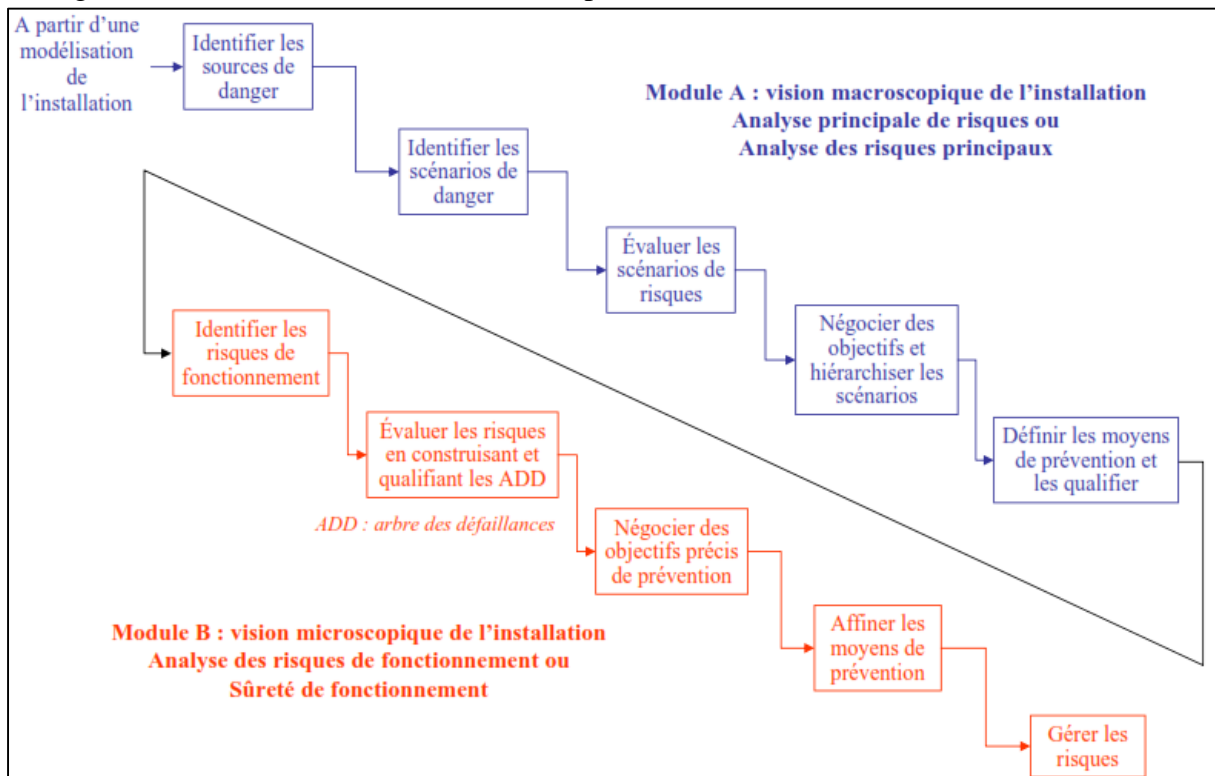 A partir d’une
modélisation
de
l’installation
Identifier les
sources de
danger
Module A : vision macroscopique de l’installation
Analyse principale de risques ou
Analyse des risques principaux
Identifier les
scénarios de
danger
Évaluer les
scénarios de
risques
Négocier des
objectifs et
hiérarchiser les
scénarios
Définir les moyens
de prévention et
les qualifier
Identifier les
risques de
fonctionnement
Évaluer les risques
en construisant et
qualifiant les ADD
ADD : arbre des défaillances
Négocier des
objectifs précis
de prévention
Module B : vision microscopique de l’installation
Analyse des risques de fonctionnement ou
Sûreté de fonctionnement
Affiner les
moyens de
prévention
Gérer les
risques